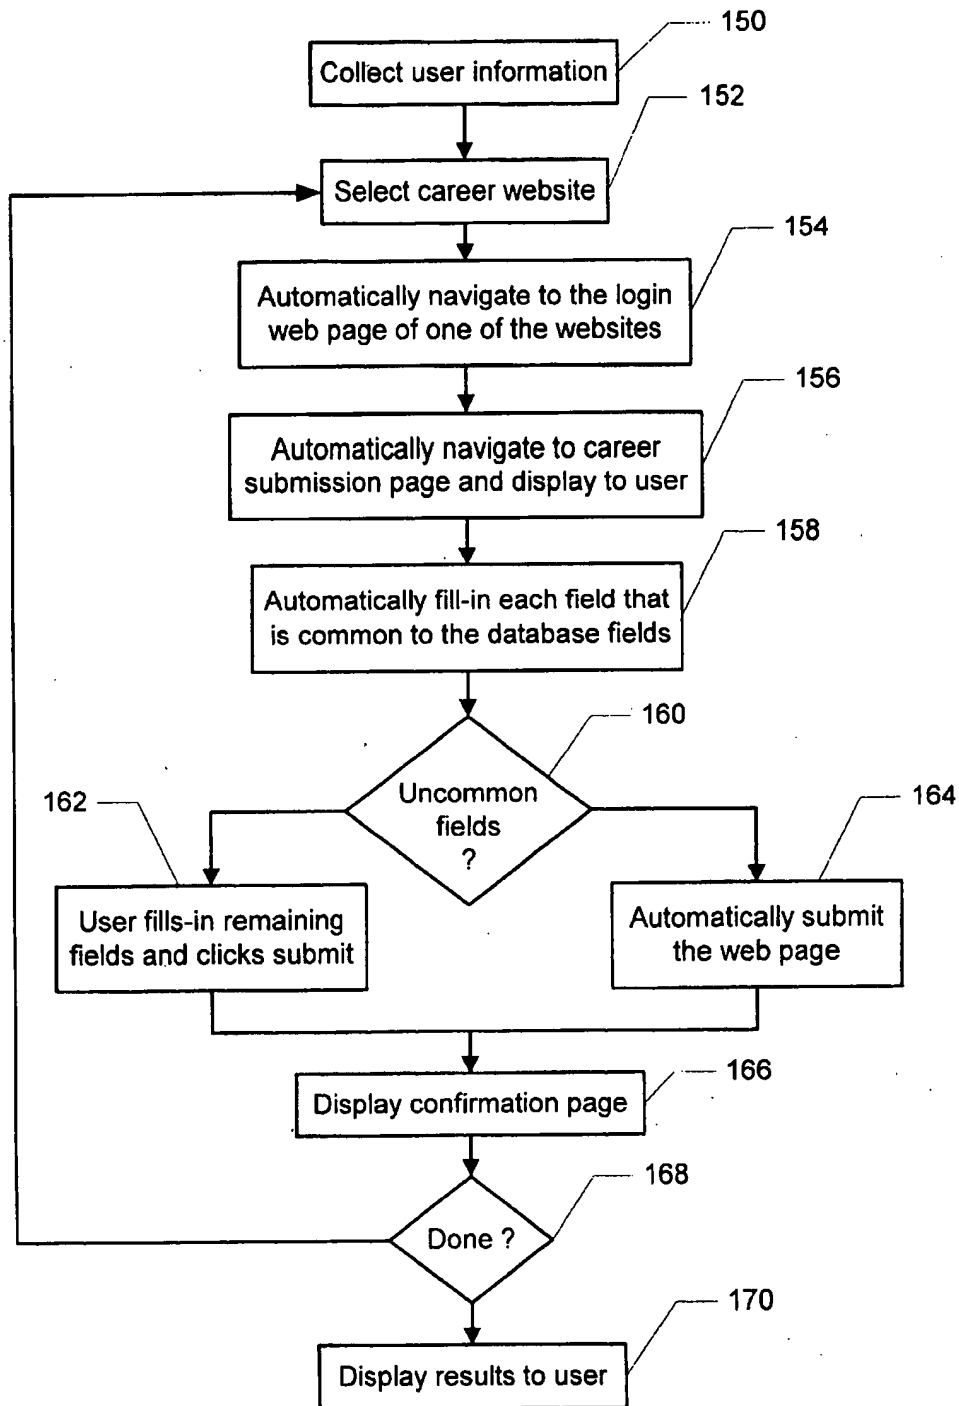 150
Collect user information
152
Select career website
154
Automatically navigate to the login
web page of one of the websites
156
Automatically navigate to career
submission page and display to user
158
Automatically fill-in each field that
is common to the database fields
160
Uncommon
fields
?
162
164
User fills-in remaining
fields and clicks submit
Automatically submit
the web page
166
Display confirmation page
168
Done ?
170
Display results to user